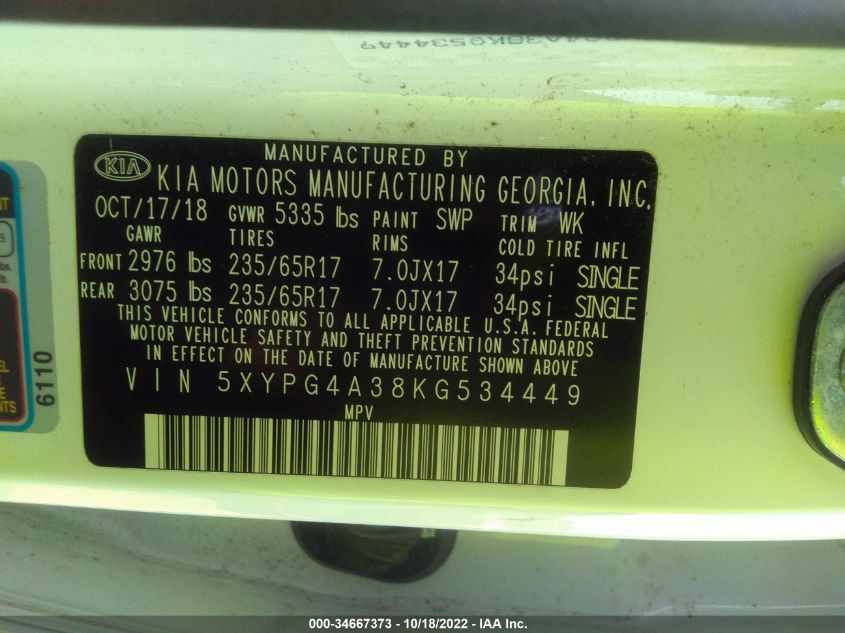 4A38KG534449
MANUFACTURED BY
KIA KIA MOTORS MANUFACTURING GEORGIA, INC.
OCT/17/18 GVWR 5335 lbs PAINT SWP TRIM WK
GAWR TIRES RIMS COLD TIRE INFL
FRONT 2976 lbs 235/65R17 7.0JX17 34psi SINGLE
REAR 3075 lbs 235/65R17 7.0JX17 34psi SINGLE
THIS VEHICLE CONFORMS TO ALL APPLICABLE U.S.A. FEDERAL
MOTOR VEHICLE SAFETY AND THEFT PREVENTION STANDARDS
IN EFFECT ON THE DATE OF MANUFACTURE SHOWN ABOVE
VIN 5XYPG4A38KG534449
MPV
6110
000-34667373 - 10/18/2022 - IAA Inc.